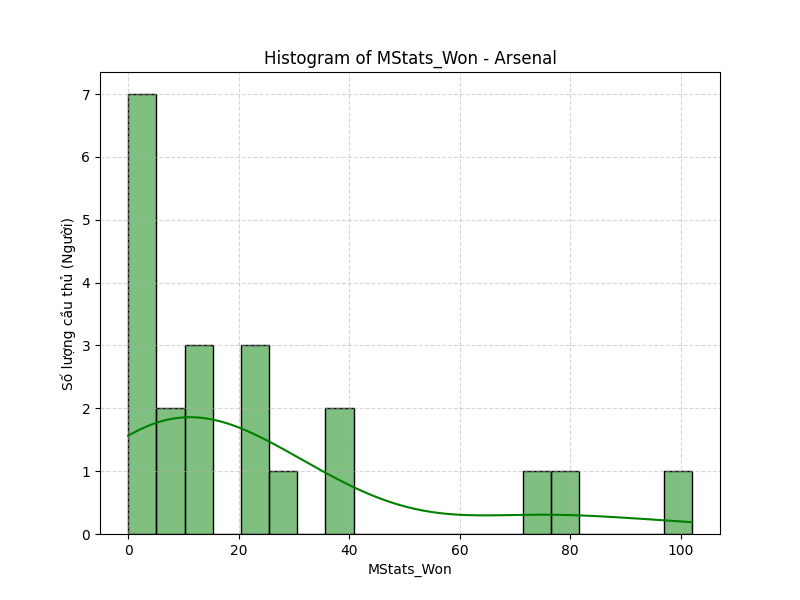 Histogram of MStats_Won - Arsenal
Số lượng cầu thủ (Người)
7
6
5
4
3
2
1
0
0 20 40 60 80 100
MStats_Won